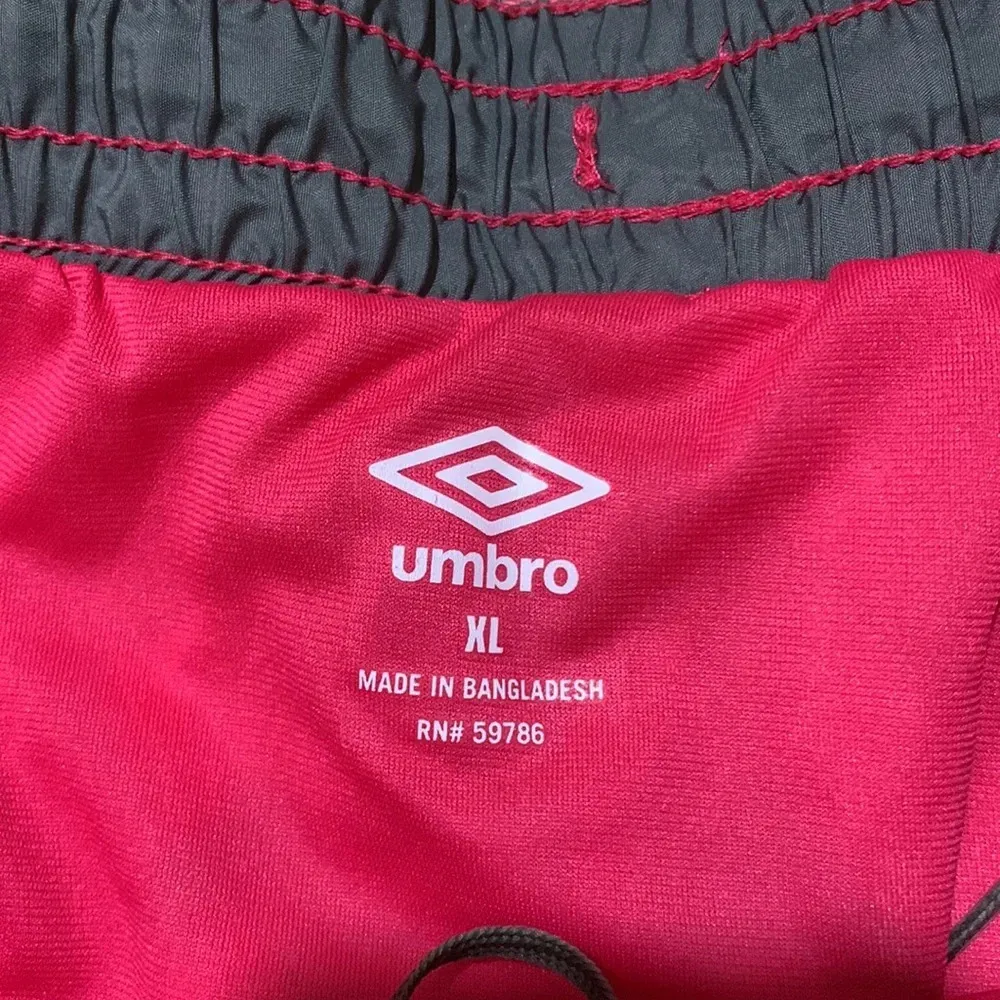 umbro
XL
MADE IN BANGLADESH
RN# 59786